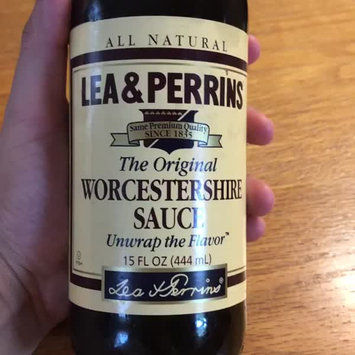 ALL NATURAL
LEA & PERRINS
Same Premium Quality
SINCE 1835
The Original
WORCESTERSHIRE
SAUCE
Unwrap the Flavor™
15 FL OZ (444 mL)
Lea & Perrins®